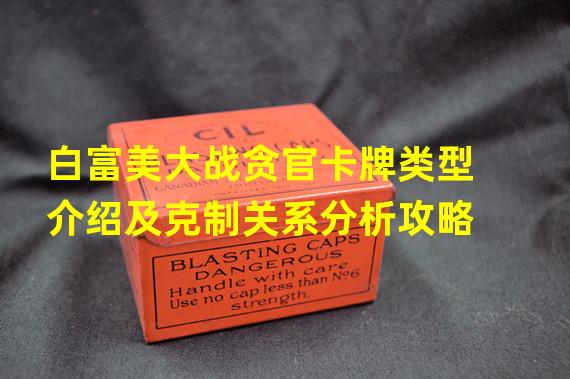 CIL
白富美大战贪官卡牌类型
介绍及克制关系分析攻略
BLASTING CAPS
DANGEROUS
Handle with care
Use no cap less than No6
strength.